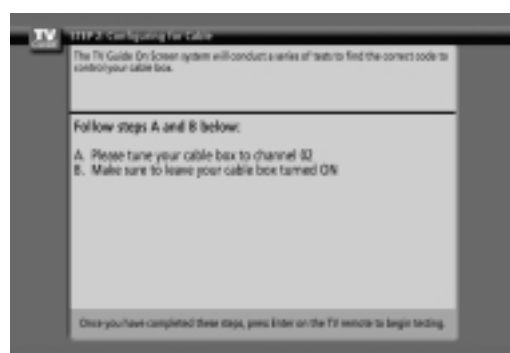 TV
GUIDE
STEP 2: Configuring for Cable
The TV Guide On Screen system will conduct a series of tests to find the correct code to
control your cable box.
Follow steps A and B below:
A. Please tune your cable box to channel 02
B. Make sure to leave your cable box turned ON
Once you have completed these steps, press Enter on the TV remote to begin testing.